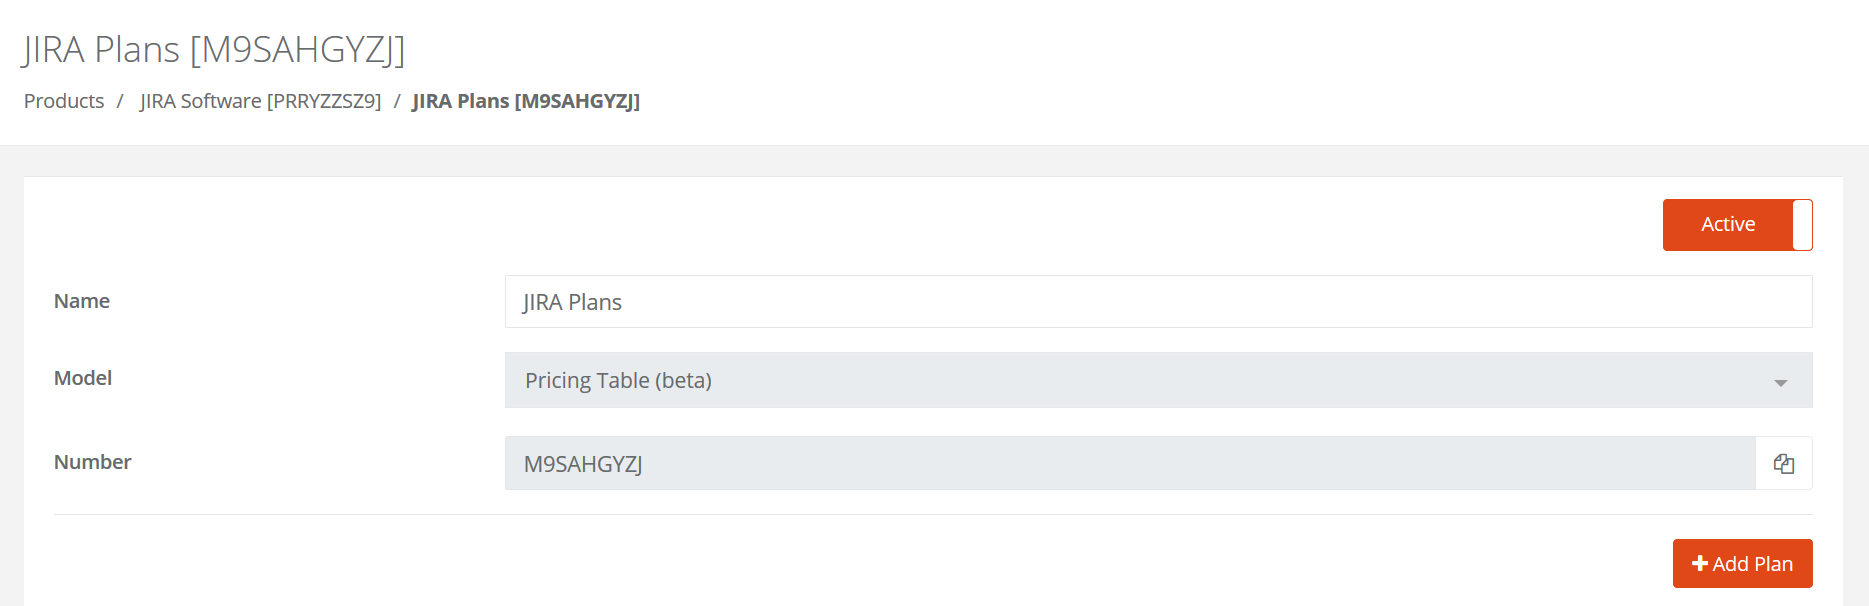 JIRA Plans [M9SAHGYZJ]
Products / JIRA Software [PRRYZZSZ9] / JIRA Plans [M9SAHGYZJ]
Active
Name JIRA Plans
Model Pricing Table (beta)
Number M9SAHGYZJ
Add Plan